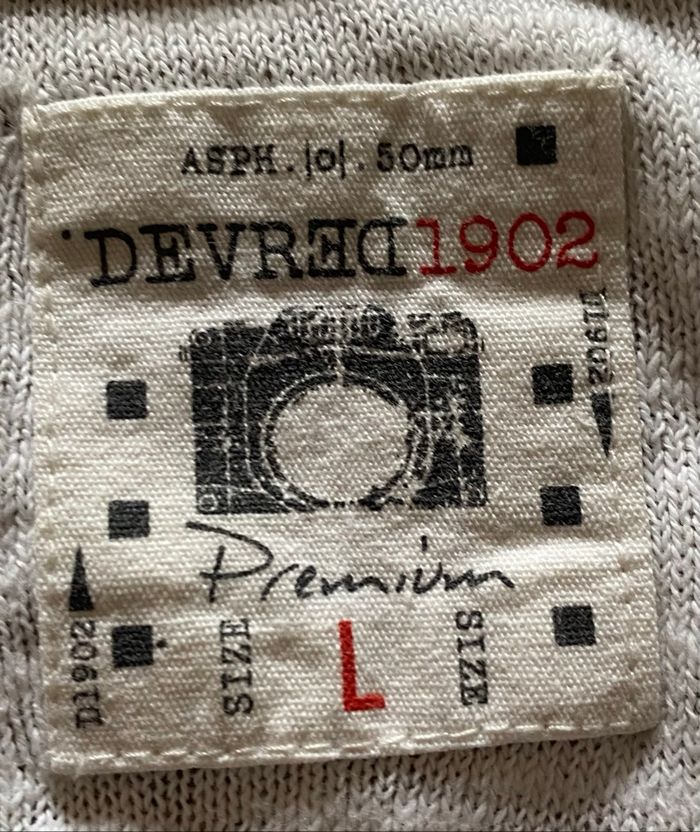 ASPH.|o|.50mm
DEVRED1902
D1902
Premium
D1902
SIZE
L
SIZE